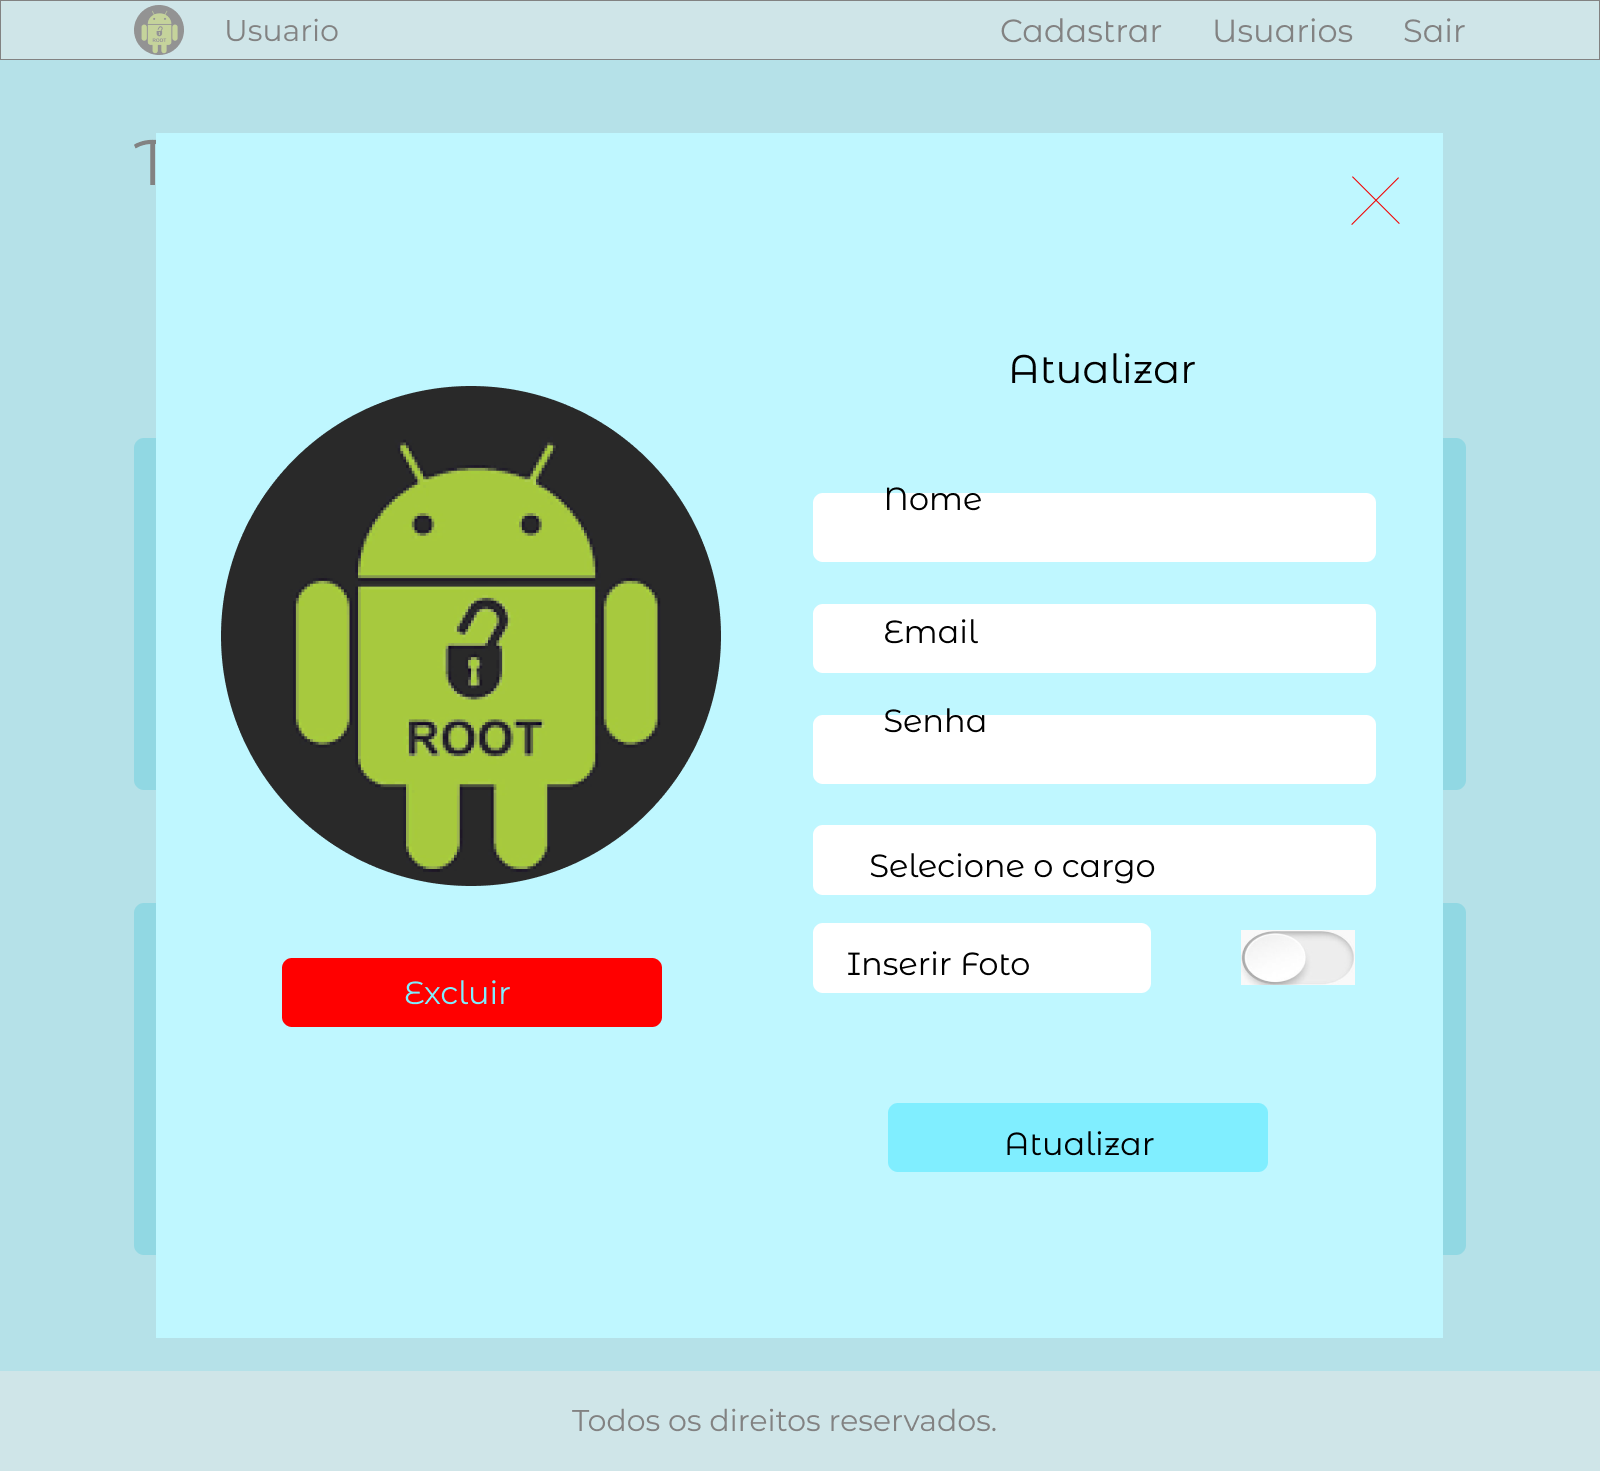 Usuario
Cadastrar Usuarios Sair
Atualizar
Nome
Email
Senha
Selecione o cargo
Inserir Foto
ROOT
Excluir
Atualizar
Todos os direitos reservados.